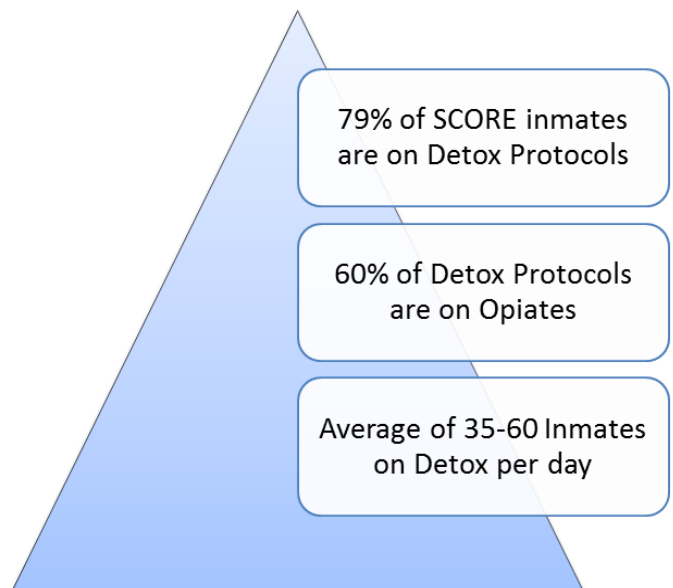 79% of SCORE inmates
are on Detox Protocols
60% of Detox Protocols
are on Opiates
Average of 35-60 Inmates
on Detox per day